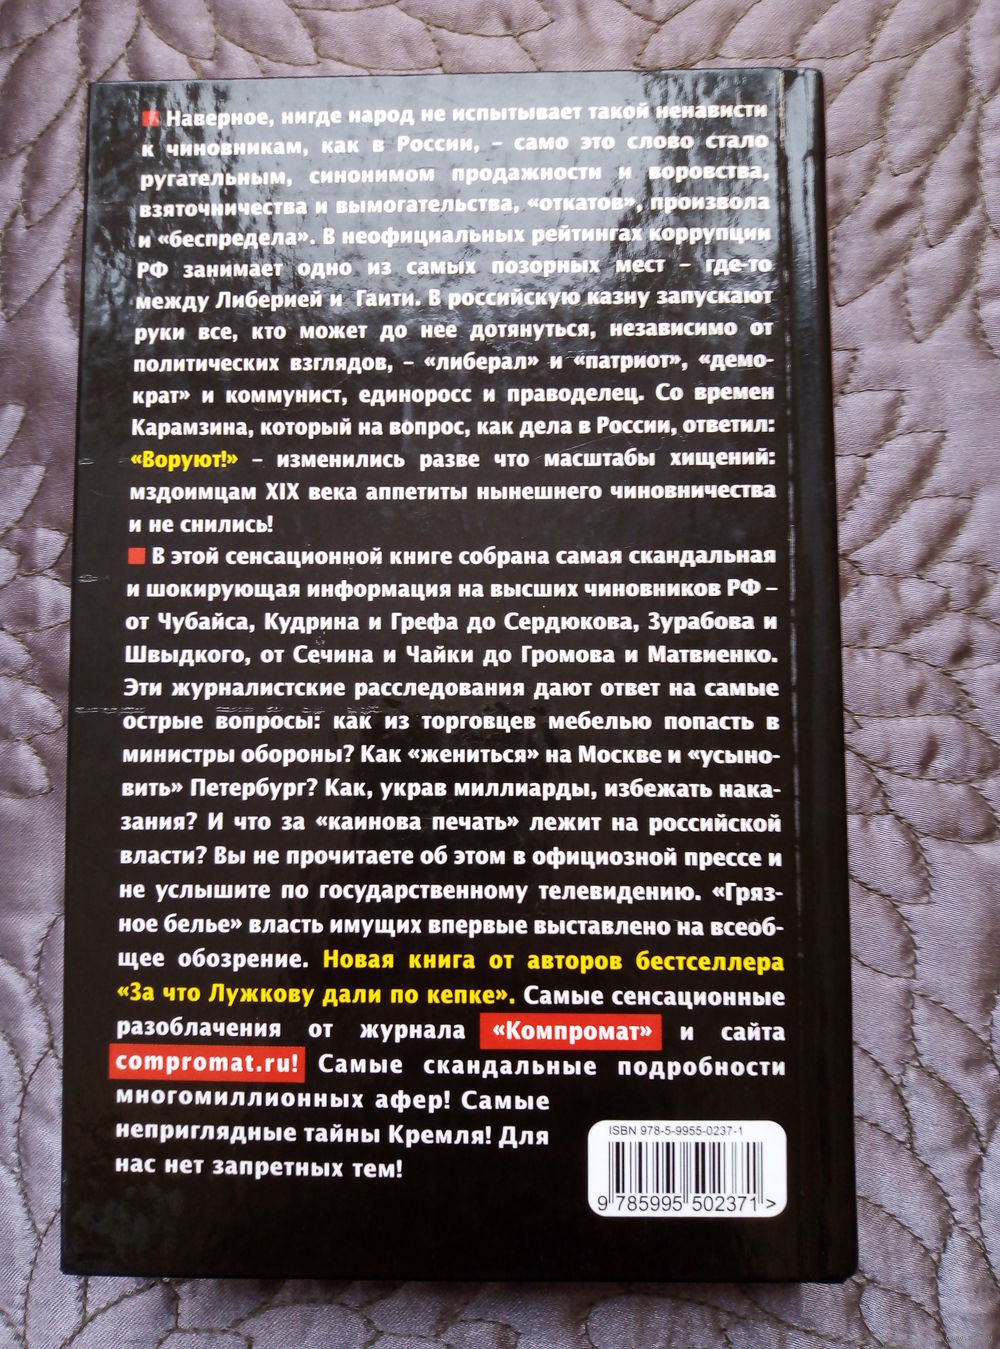 Наверное, нигде народ не испытывает такой ненависти
к чиновникам, как в России, – само это слово стало
ругательным, синонимом продажности и воровства,
взяточничества и вымогательства, «откатов», произвола
и «беспредела». В неофициальных рейтингах коррупции
РФ занимает одно из самых позорных мест – где-то
между Либерией и Гаити. В российскую казну запускают
руки все, кто может до нее дотянуться, независимо от
политических взглядов, – «либерал» и «патриот», «демо-
крат» и коммунист, единоросс и праводелец. Со времен
Карамзина, который на вопрос, как дела в России, ответил:
«Воруют!» – изменились разве что масштабы хищений:
мздоимцам XIX века аппетиты нынешнего чиновничества
и не снились!
В этой сенсационной книге собрана самая скандальная
и шокирующая информация на высших чиновников РФ –
от Чубайса, Кудрина и Грефа до Сердюкова, Зурабова и
Швыдкого, от Сечина и Чайки до Громова и Матвиенко.
Эти журналистские расследования дают ответ на самые
острые вопросы: как из торговцев мебелью попасть в
министры обороны? Как «жениться» на Москве и «усыно-
вить» Петербург? Как, украв миллиарды, избежать нака-
зания? И что за «каинова печать» лежит на российской
власти? Вы не прочитаете об этом в официозной прессе и
не услышите по государственному телевидению. «Гряз-
ное белье» власть имущих впервые выставлено на всеоб-
щее обозрение. Новая книга от авторов бестселлера
«За что Лужкову дали по кепке». Самые сенсационные
разоблачения от журнала «Компромат» и сайта
compromat.ru! Самые скандальные подробности
многомиллионных афер! Самые
неприглядные тайны Кремля! Для
нас нет запретных тем!
ISBN 978-5-9955-0237-1
9 785995 502371 >